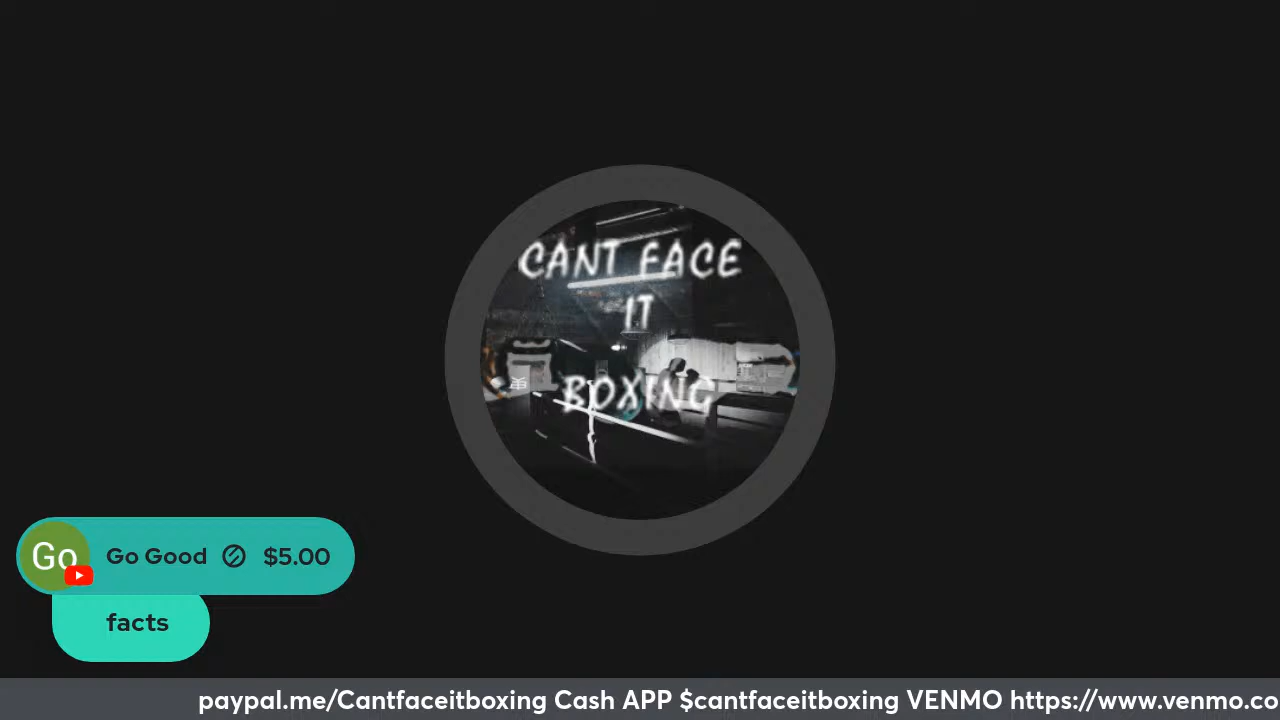 CANT FACE
IT
BOXING
Go Go Good $5.00
facts
paypal.me/Cantfaceitboxing Cash APP $cantfaceitboxing VENMO https://www.venmo.co